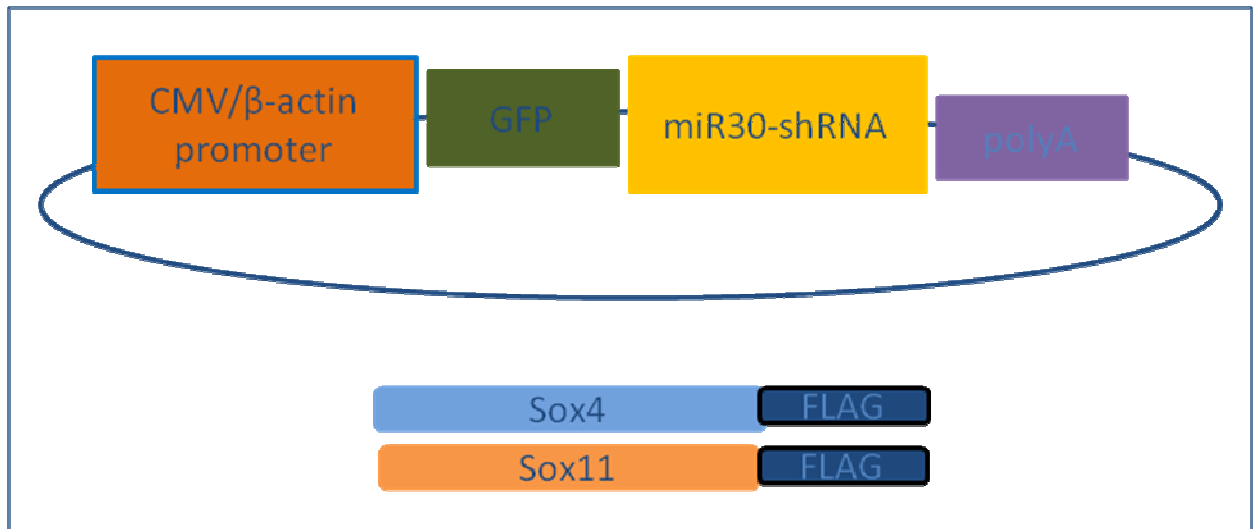 CMV/β-actin
promoter
GFP
miR30-shRNA
polyA
Sox4
FLAG
Sox11
FLAG